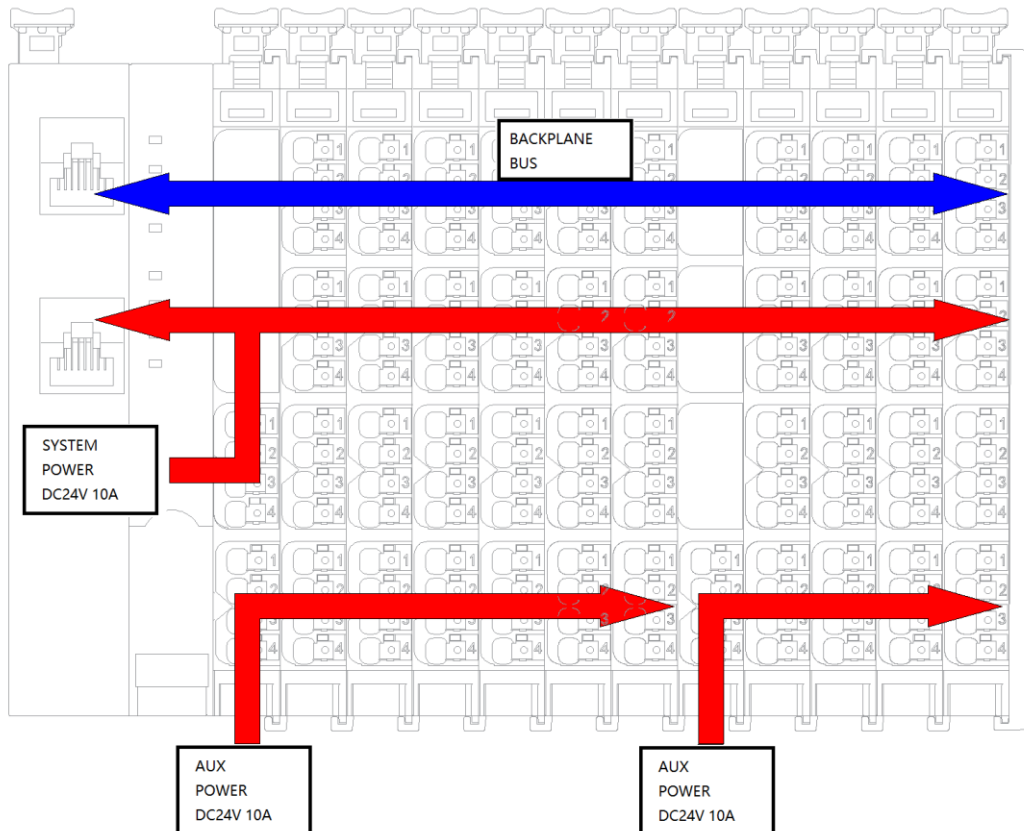 BACKPLANE
BUS
SYSTEM
POWER
DC24V 10A
AUX
POWER
DC24V 10A
AUX
POWER
DC24V 10A